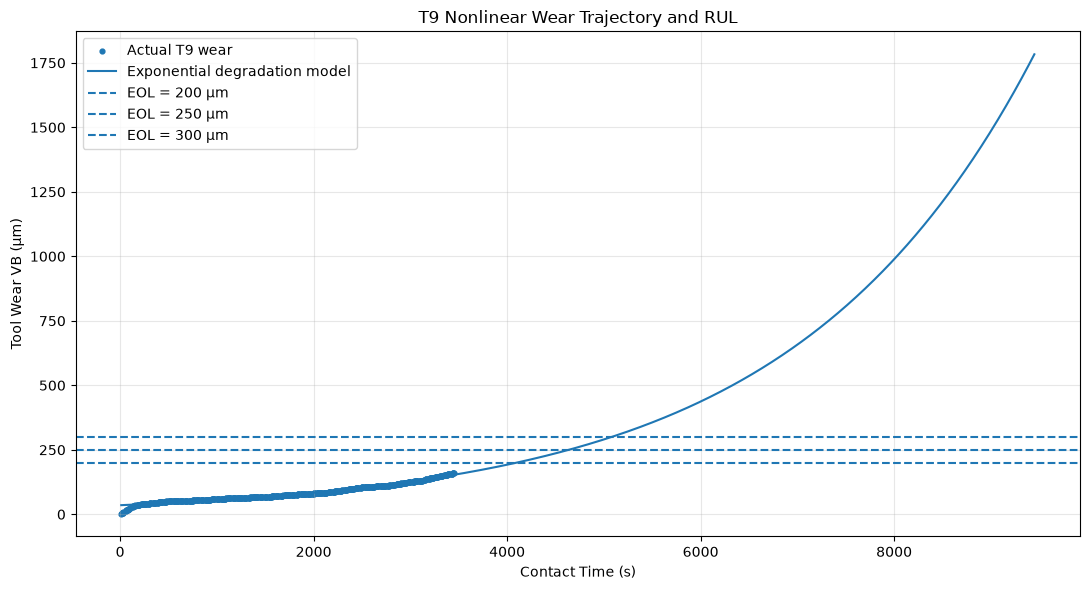 T9 Nonlinear Wear Trajectory and RUL
Actual T9 wear
Exponential degradation model
EOL = 200 µm
EOL = 250 µm
EOL = 300 µm
Tool Wear VB (µm)
1750
1500
1250
1000
750
500
250
0
0 2000 4000 6000 8000
Contact Time (s)